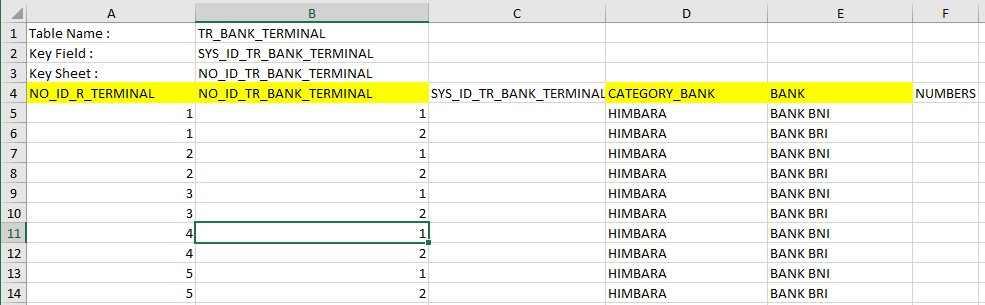 A B C D E F
1 Table Name : TR_BANK_TERMINAL
2 Key Field : SYS_ID_TR_BANK_TERMINAL
3 Key Sheet : NO_ID_TR_BANK_TERMINAL
4 NO_ID_R_TERMINAL NO_ID_TR_BANK_TERMINAL SYS_ID_TR_BANK_TERMINAL CATEGORY_BANK BANK NUMBERS
5 1 1 HIMBARA BANK BNI
6 1 2 HIMBARA BANK BRI
7 2 1 HIMBARA BANK BNI
8 2 2 HIMBARA BANK BRI
9 3 1 HIMBARA BANK BNI
10 3 2 HIMBARA BANK BRI
11 4 1 HIMBARA BANK BNI
12 4 2 HIMBARA BANK BRI
13 5 1 HIMBARA BANK BNI
14 5 2 HIMBARA BANK BRI